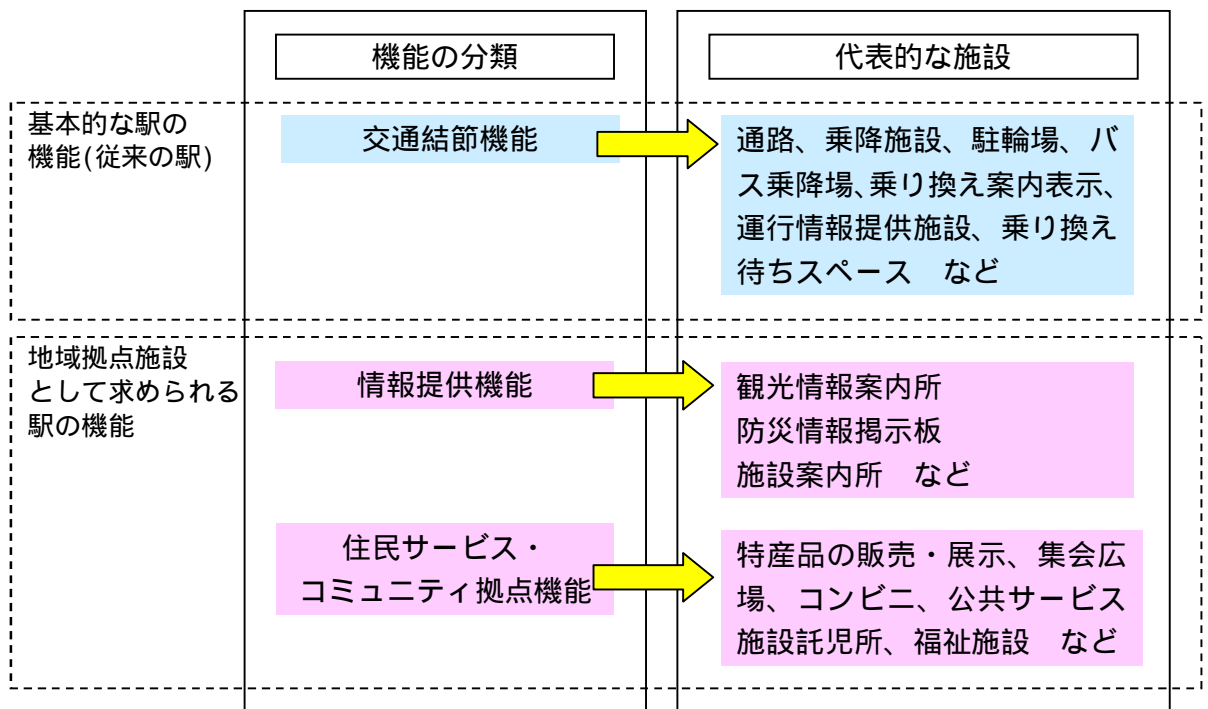 機能の分類
代表的な施設
基本的な駅の
機能(従来の駅)
交通結節機能
通路、乗降施設、駐輪場、バ
ス乗降場、乗り換え案内表示、
運行情報提供施設、乗り換え
待ちスペース　など
地域拠点施設
として求められる
駅の機能
情報提供機能
観光情報案内所
防災情報掲示板
施設案内所　など
住民サービス・
コミュニティ拠点機能
特産品の販売・展示、集会広
場、コンビニ、公共サービス
施設託児所、福祉施設　など